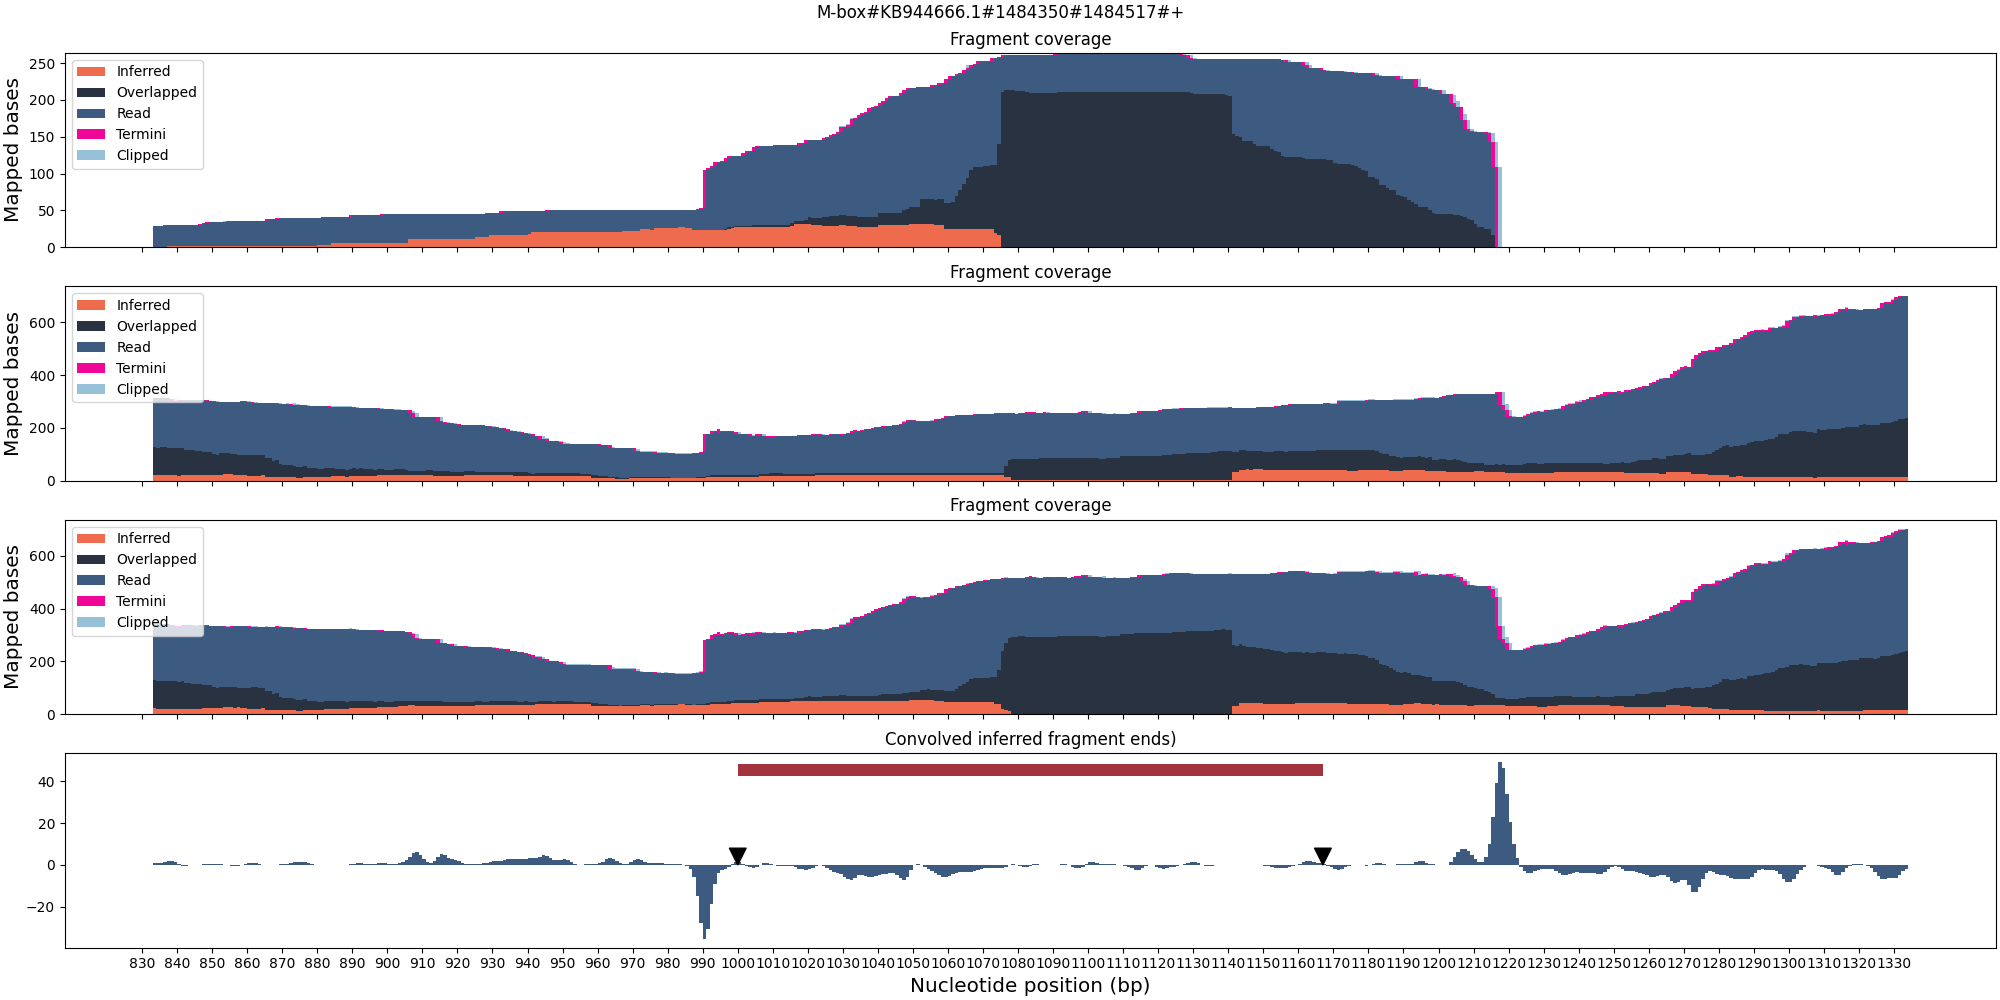 M-box#KB944666.1#1484350#1484517#+
Fragment coverage
Mapped bases
250
200
150
100
50
0
Inferred
Overlapped
Read
Termini
Clipped
Fragment coverage
Mapped bases
600
400
200
0
Inferred
Overlapped
Read
Termini
Clipped
Fragment coverage
Mapped bases
600
400
200
0
Inferred
Overlapped
Read
Termini
Clipped
Convolved inferred fragment ends)
40
20
0
−20
830 840 850 860 870 880 890 900 910 920 930 940 950 960 970 980 990 1000 1010 1020 1030 1040 1050 1060 1070 1080 1090 1100 1110 1120 1130 1140 1150 1160 1170 1180 1190 1200 1210 1220 1230 1240 1250 1260 1270 1280 1290 1300 1310 1320 1330
Nucleotide position (bp)